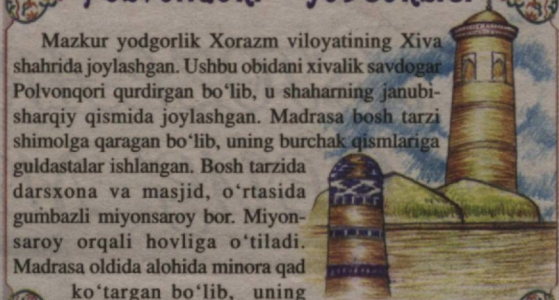 Mazkur yodgorlik Xorazm viloyatining Xiva
shahrida joylashgan. Ushbu obidani xivalik savdogar
Polvonqori qurdirgan bo‘lib, u shaharning janubi-
sharqiy qismida joylashgan. Madrasa bosh tarzi
shimolga qaragan bo‘lib, uning burchak qismlariga
guldastalar ishlangan. Bosh tarzida
darsxona va masjid, o‘rtasida
gumbazli miyonsaroy bor. Miyon-
saroy orqali hovliga o‘tiladi.
Madrasa oldida alohida minora qad
ko‘targan bo‘lib, uning